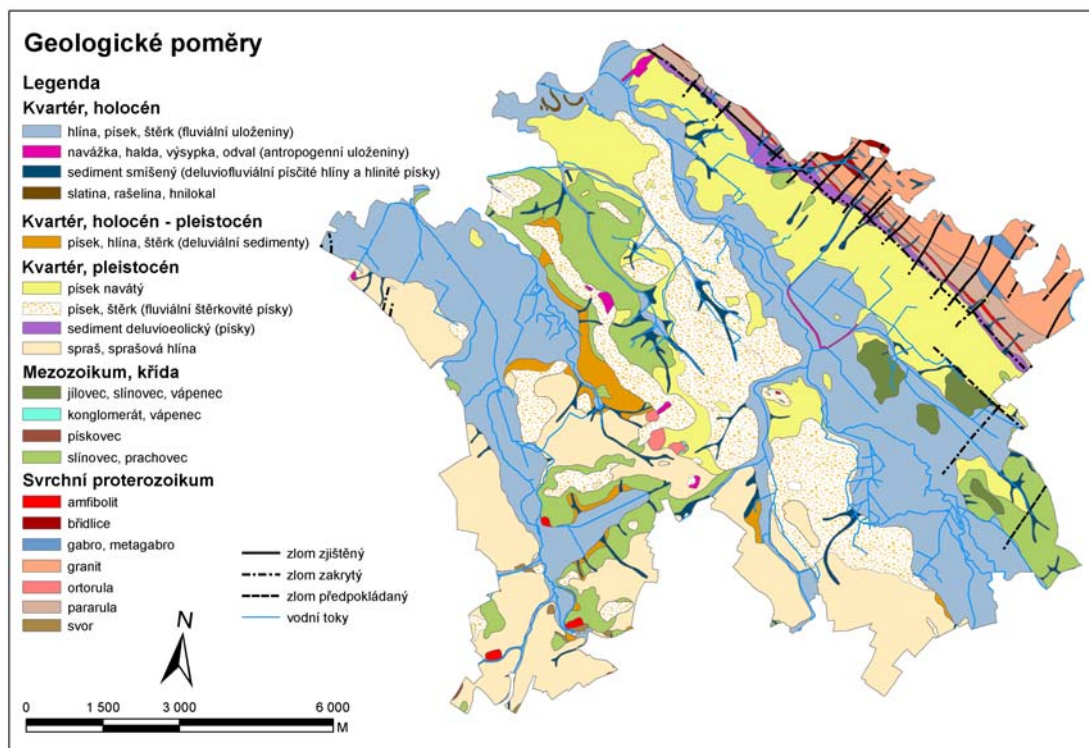 Geologické poměry
Legenda
Kvartér, holocén
hlína, písek, štěrk (fluviální uloženiny)
navážka, halda, výsypka, odval (antropogenní uloženiny)
sediment smíšený (deluviofluviální písčité hlíny a hlinité písky)
slatina, rašelina, hnilokal
Kvartér, holocén - pleistocén
písek, hlína, štěrk (deluviální sedimenty)
Kvartér, pleistocén
písek navátý
písek, štěrk (fluviální štěrkovité písky)
sediment deluvioeolický (písky)
spraš, sprašová hlína
Mezozoikum, křída
jílovec, slínovec, vápenec
konglomerát, vápenec
pískovec
slínovec, prachovec
Svrchní proterozoikum
amfibolit
břidlice
gabro, metagabro
granit
ortorula
pararula
svor
zlom zjištěný
zlom zakrytý
zlom předpokládaný
vodní toky
N
0 1 500 3 000 6 000
M